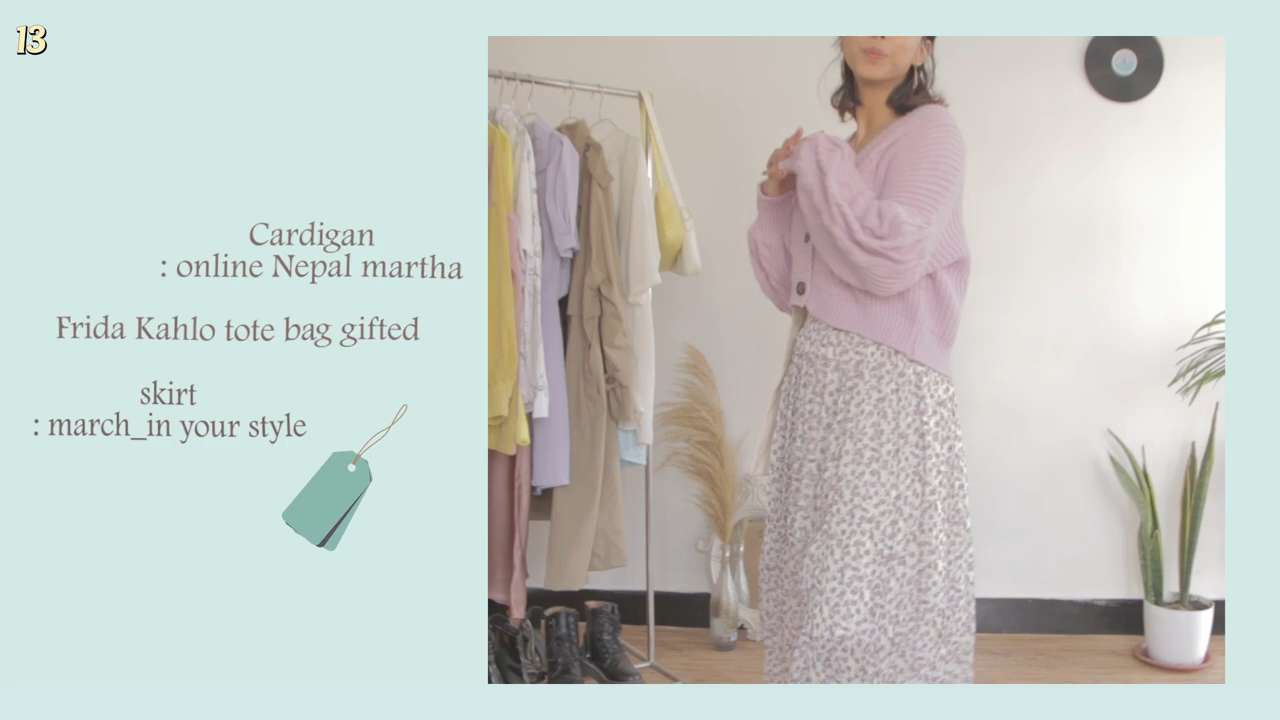 13
Cardigan
: online Nepal martha
Frida Kahlo tote bag gifted
skirt
: march_in your style